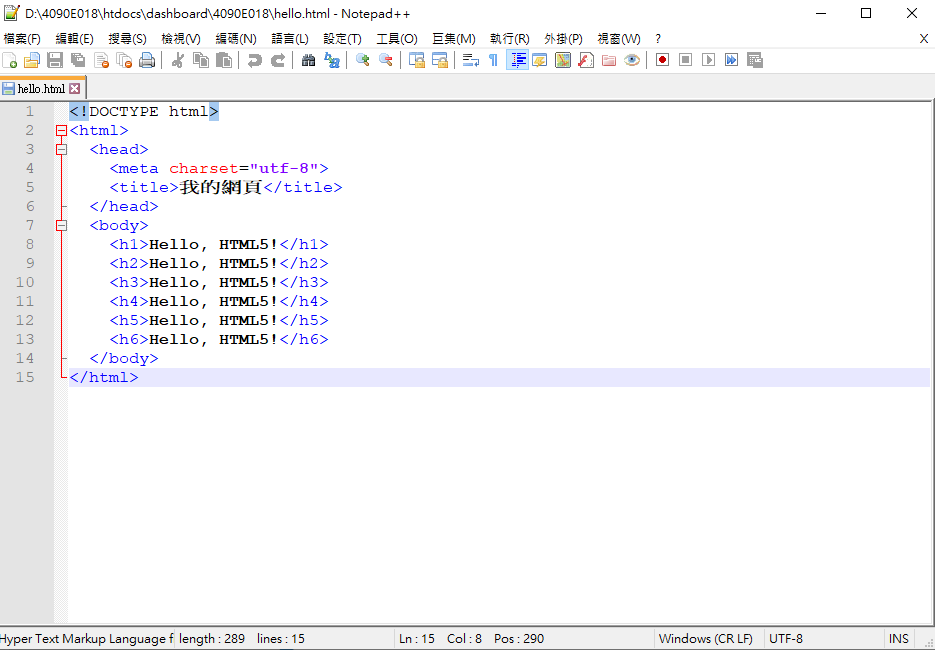 D:\4090E018\htdocs\dashboard\4090E018\hello.html - Notepad++
檔案(F) 編輯(E) 搜尋(S) 檢視(V) 編碼(N) 語言(L) 設定(T) 工具(O) 巨集(M) 執行(R) 外掛(P) 視窗(W) ? X
hello.html
1 <!DOCTYPE html>
2 <html>
3 <head>
4 <meta charset="utf-8">
5 <title>我的網頁</title>
6 </head>
7 <body>
8 <h1>Hello, HTML5!</h1>
9 <h2>Hello, HTML5!</h2>
10 <h3>Hello, HTML5!</h3>
11 <h4>Hello, HTML5!</h4>
12 <h5>Hello, HTML5!</h5>
13 <h6>Hello, HTML5!</h6>
14 </body>
15 </html>
Hyper Text Markup Language f length : 289 lines : 15 Ln : 15 Col : 8 Pos : 290 Windows (CR LF) UTF-8 INS